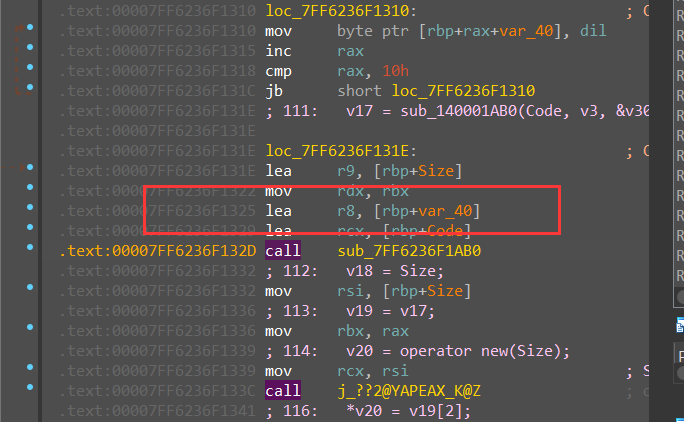 .text:00007FF6236F1310 loc_7FF6236F1310: ; C
.text:00007FF6236F1310 mov byte ptr [rbp+rax+var_40], dil
.text:00007FF6236F1315 inc rax
.text:00007FF6236F1318 cmp rax, 10h
.text:00007FF6236F131C jb short loc_7FF6236F1310
.text:00007FF6236F131E ; 111: v17 = sub_140001AB0(Code, v3, &v30
.text:00007FF6236F131E
.text:00007FF6236F131E loc_7FF6236F131E: ; C
.text:00007FF6236F131E lea r9, [rbp+Size]
.text:00007FF6236F1322 mov rdx, rbx
.text:00007FF6236F1325 lea r8, [rbp+var_40]
.text:00007FF6236F1329 lea rcx, [rbp+Code]
.text:00007FF6236F132D call sub_7FF6236F1AB0
.text:00007FF6236F1332 ; 112: v18 = Size;
.text:00007FF6236F1332 mov rsi, [rbp+Size]
.text:00007FF6236F1336 ; 113: v19 = v17;
.text:00007FF6236F1336 mov rbx, rax
.text:00007FF6236F1339 ; 114: v20 = operator new(Size);
.text:00007FF6236F1339 mov rcx, rsi ; S
.text:00007FF6236F133C call j_??2@YAPEAX_K@Z ;
.text:00007FF6236F1341 ; 116: *v20 = v19[2];